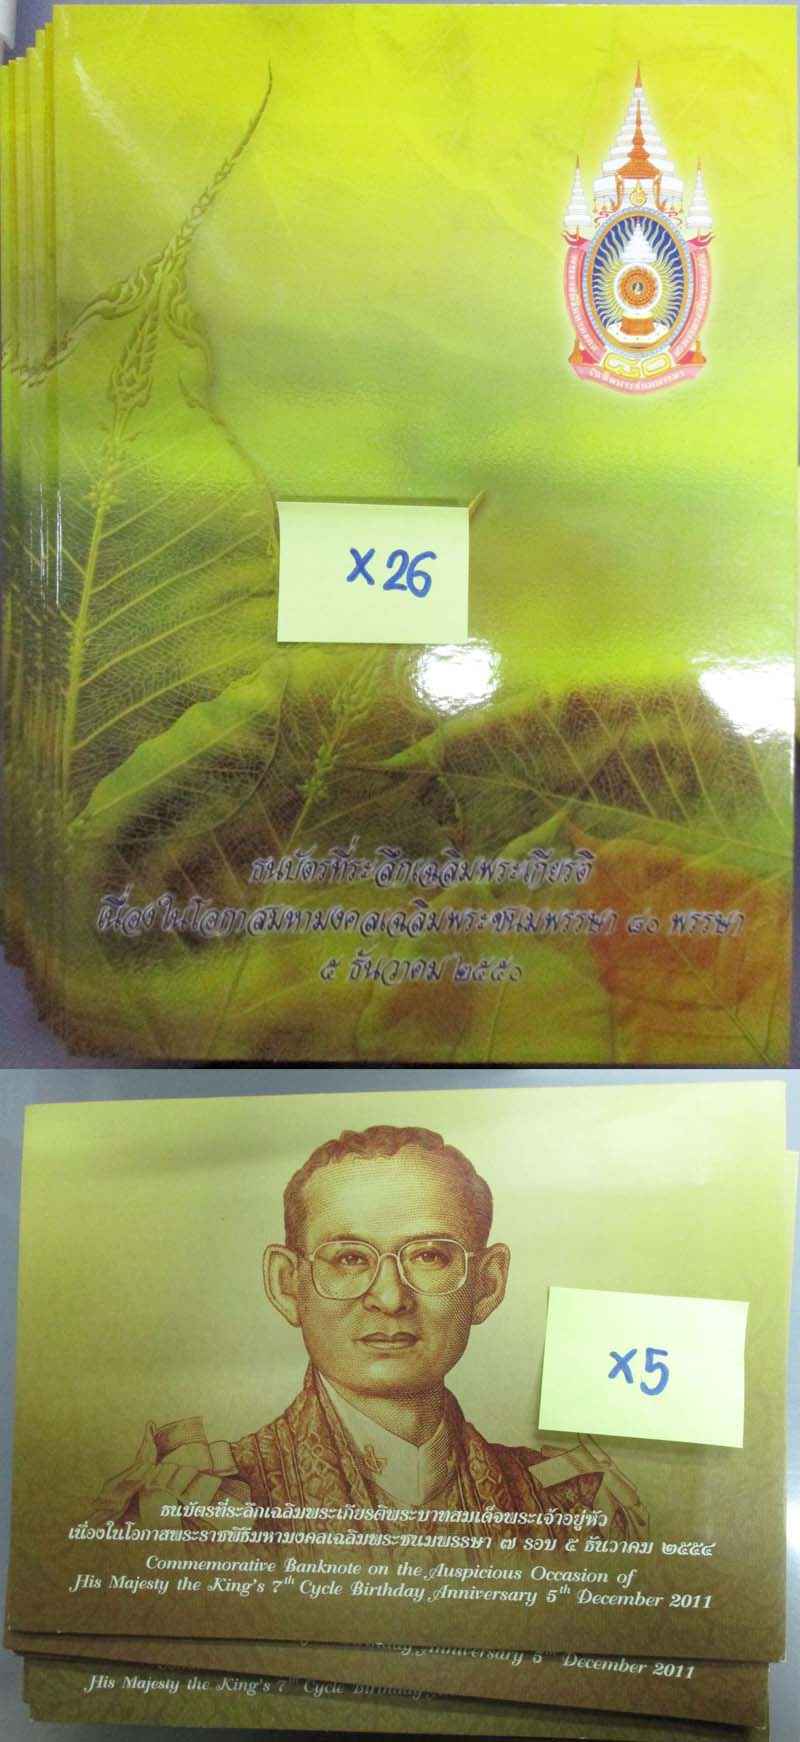 ๘๐
x 26
ธนบัตรที่ระลึกเฉลิมพระเกียรติ
เนื่องในโอกาสมหามงคลเฉลิมพระชนมพรรษา ๘๐ พรรษา
๕ ธันวาคม ๒๕๕๐
x5
ธนบัตรที่ระลึกเฉลิมพระเกียรติพระบาทสมเด็จพระเจ้าอยู่หัว
เนื่องในโอกาสพระราชพิธีมหามงคลเฉลิมพระชนมพรรษา ๗ รอบ ๕ ธันวาคม ๒๕๕๔
Commemorative Banknote on the Auspicious Occasion of
His Majesty the King's 7th Cycle Birthday Anniversary 5th December 2011
Anniversary 5th December 2011
His Majesty the King's 7th Cycle Birthday